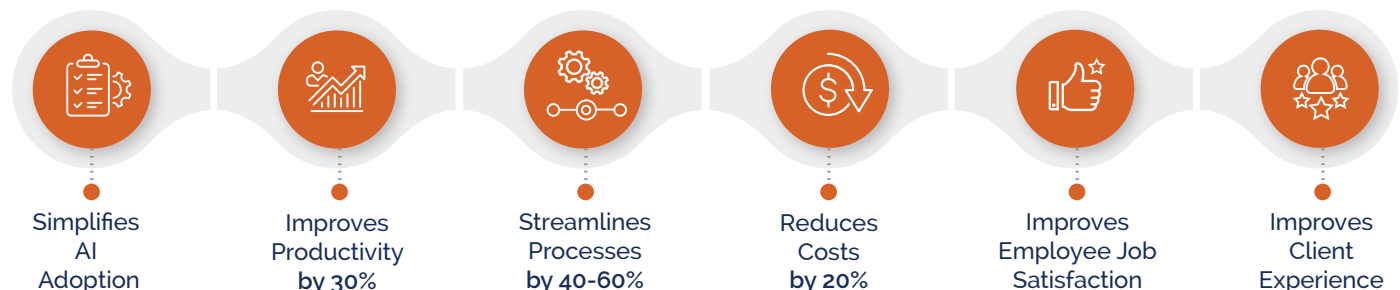 Simplifies
AI
Adoption
Improves
Productivity
by 30%
Streamlines
Processes
by 40-60%
Reduces
Costs
by 20%
Improves
Employee Job
Satisfaction
Improves
Client
Experience